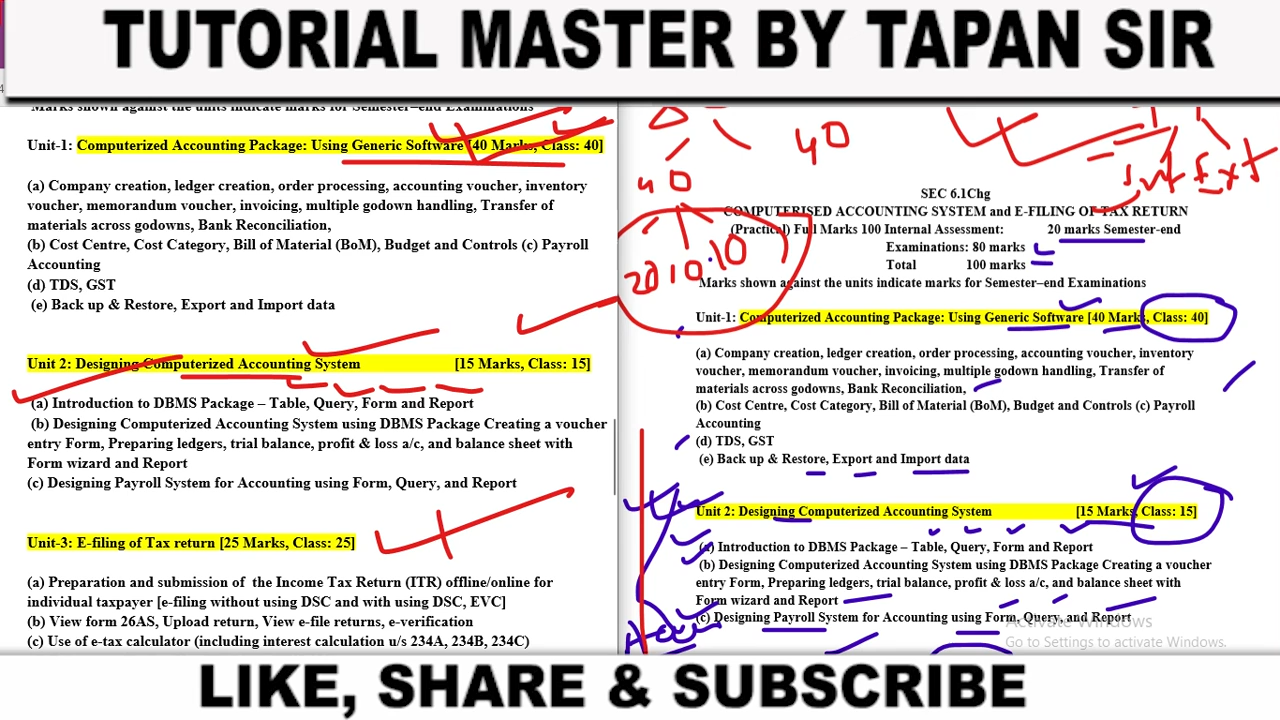 TUTORIAL MASTER BY TAPAN SIR
Marks shown against the units indicate marks for Semester–end Examinations
Unit-1: Computerized Accounting Package: Using Generic Software [40 Marks, Class: 40]
(a) Company creation, ledger creation, order processing, accounting voucher, inventory
voucher, memorandum voucher, invoicing, multiple godown handling, Transfer of
materials across godowns, Bank Reconciliation,
(b) Cost Centre, Cost Category, Bill of Material (BoM), Budget and Controls (c) Payroll
Accounting
(d) TDS, GST
(e) Back up & Restore, Export and Import data
Unit 2: Designing Computerized Accounting System [15 Marks, Class: 15]
(a) Introduction to DBMS Package – Table, Query, Form and Report
(b) Designing Computerized Accounting System using DBMS Package Creating a voucher
entry Form, Preparing ledgers, trial balance, profit & loss a/c, and balance sheet with
Form wizard and Report
(c) Designing Payroll System for Accounting using Form, Query, and Report
Unit-3: E-filing of Tax return [25 Marks, Class: 25]
(a) Preparation and submission of the Income Tax Return (ITR) offline/online for
individual taxpayer [e-filing without using DSC and with using DSC, EVC]
(b) View form 26AS, Upload return, View e-file returns, e-verification
(c) Use of e-tax calculator (including interest calculation u/s 234A, 234B, 234C)
40
40
20 10 10
Int Ext
SEC 6.1Chg
COMPUTERISED ACCOUNTING SYSTEM and E-FILING OF TAX RETURN
(Practical) Full Marks 100 Internal Assessment: 20 marks Semester-end
Examinations: 80 marks
Total 100 marks
Marks shown against the units indicate marks for Semester–end Examinations
Unit-1: Computerized Accounting Package: Using Generic Software [40 Marks, Class: 40]
(a) Company creation, ledger creation, order processing, accounting voucher, inventory
voucher, memorandum voucher, invoicing, multiple godown handling, Transfer of
materials across godowns, Bank Reconciliation,
(b) Cost Centre, Cost Category, Bill of Material (BoM), Budget and Controls (c) Payroll
Accounting
(d) TDS, GST
(e) Back up & Restore, Export and Import data
Unit 2: Designing Computerized Accounting System [15 Marks, Class: 15]
(a) Introduction to DBMS Package – Table, Query, Form and Report
(b) Designing Computerized Accounting System using DBMS Package Creating a voucher
entry Form, Preparing ledgers, trial balance, profit & loss a/c, and balance sheet with
Form wizard and Report
(c) Designing Payroll System for Accounting using Form, Query, and Report
Activate Windows
Go to Settings to activate Windows.
LIKE, SHARE & SUBSCRIBE